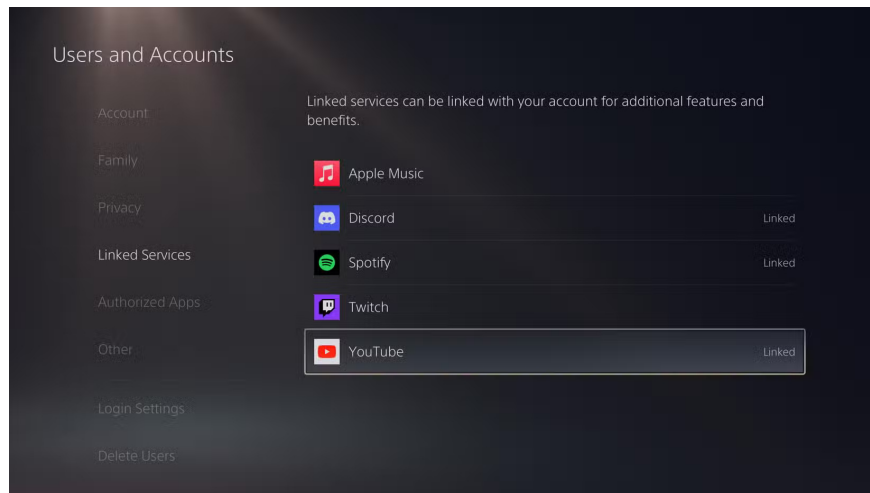 Users and Accounts
Account
Family
Privacy
Linked Services
Authorized Apps
Other
Login Settings
Delete Users
Linked services can be linked with your account for additional features and
benefits.
Apple Music
Discord Linked
Spotify Linked
Twitch
YouTube Linked